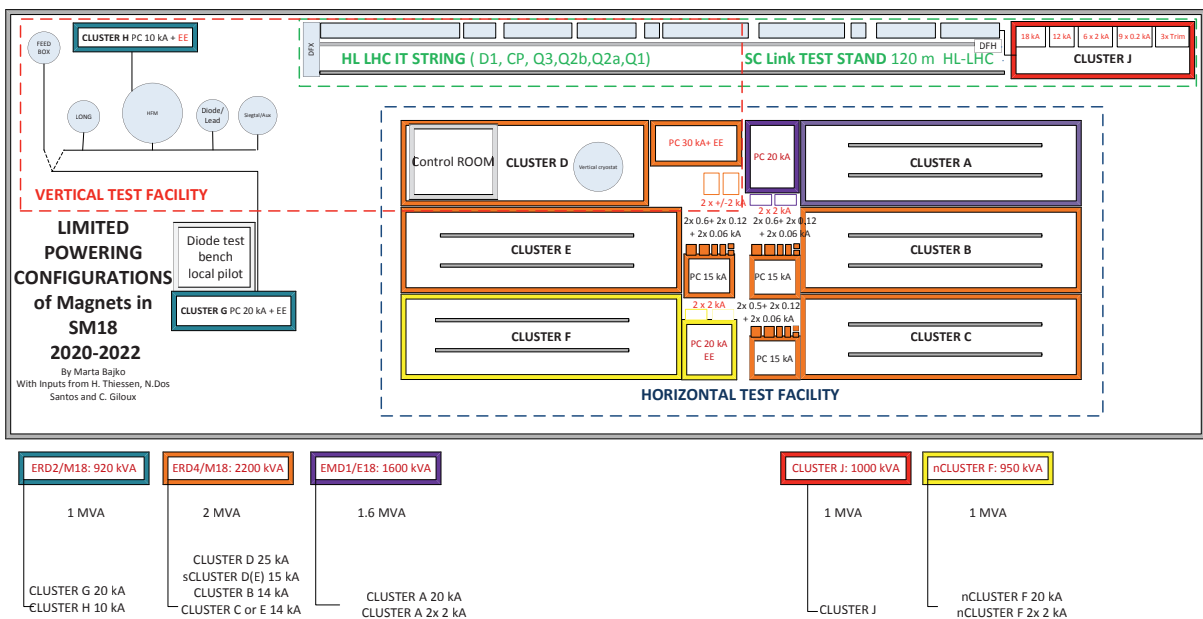 FEED
BOX
CLUSTER H PC 10 kA + EE
DFX
HL LHC IT STRING ( D1, CP, Q3,Q2b,Q2a,Q1)
SC Link TEST STAND 120 m  HL-LHC
DFH
18 kA
12 kA
6 x 2 kA
9 x 0.2 kA
3x Trim
CLUSTER J
LONG
HFM
Diode/
Lead
Siegtal/Aux
VERTICAL TEST FACILITY
Control ROOM
CLUSTER D
Vertical cryostat
PC 30 kA+ EE
2 x +/-2 kA
PC 20 kA
2 x 2 kA
CLUSTER A
LIMITED
POWERING
CONFIGURATIONS
of Magnets in
SM18
2020-2022
By Marta Bajko
With Inputs from H. Thiessen, N.Dos
Santos and C. Giloux
Diode test
bench
local pilot
CLUSTER G PC 20 kA + EE
CLUSTER E
2x 0.6+ 2x 0.12
+ 2x 0.06 kA
PC 15 kA
2x 0.6+ 2x 0,12
+ 2x 0.06 kA
PC 15 kA
CLUSTER B
CLUSTER F
2 x 2 kA
PC 20 kA
EE
2x 0.5+ 2x 0.12
+ 2x 0.06 kA
PC 15 kA
CLUSTER C
HORIZONTAL TEST FACILITY
ERD2/M18: 920 kVA
ERD4/M18: 2200 kVA
EMD1/E18: 1600 kVA
CLUSTER J: 1000 kVA
nCLUSTER F: 950 kVA
1 MVA
2 MVA
1.6 MVA
1 MVA
1 MVA
CLUSTER G 20 kA
CLUSTER H 10 kA
CLUSTER D 25 kA
sCLUSTER D(E) 15 kA
CLUSTER B 14 kA
CLUSTER C or E 14 kA
CLUSTER A 20 kA
CLUSTER A 2x 2 kA
CLUSTER J
nCLUSTER F 20 kA
nCLUSTER F 2x 2 kA